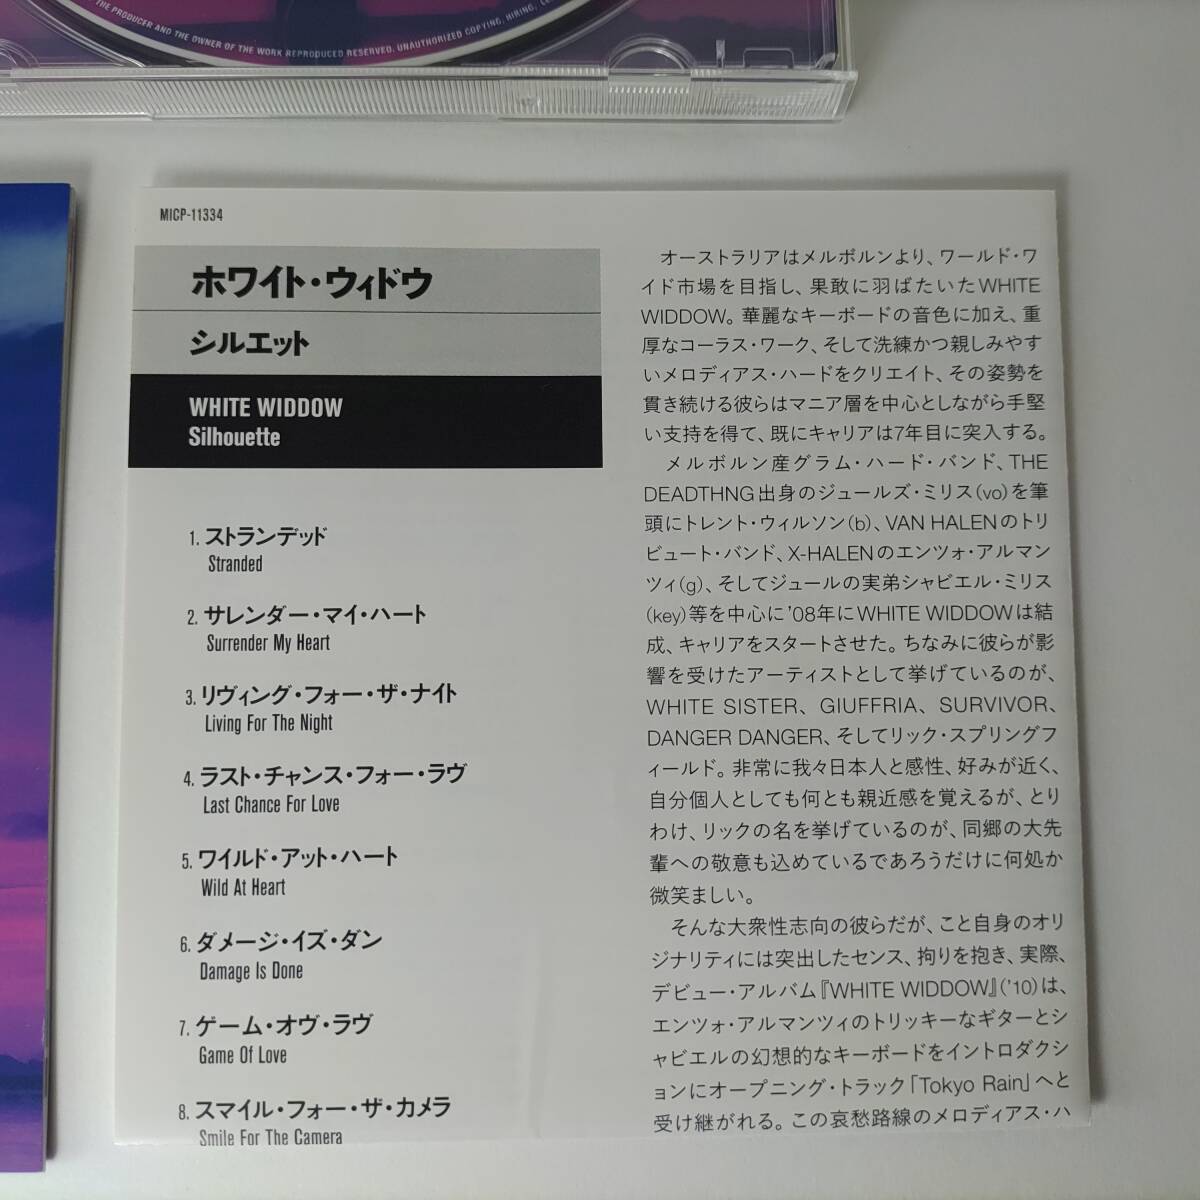 THE PRODUCER AND THE OWNER OF THE WORK REPRODUCED RESERVED. UNAUTHORIZED COPYING, HIRING,
MICP-11334
ホワイト・ウィドウ
シルエット
WHITE WIDDOW
Silhouette
1. ストランデッド
Stranded
2. サレンダー・マイ・ハート
Surrender My Heart
3. リヴィング・フォー・ザ・ナイト
Living For The Night
4. ラスト・チャンス・フォー・ラヴ
Last Chance For Love
5. ワイルド・アット・ハート
Wild At Heart
6. ダメージ・イズ・ダン
Damage Is Done
7. ゲーム・オヴ・ラヴ
Game Of Love
8. スマイル・フォー・ザ・カメラ
Smile For The Camera
オーストラリアはメルボルンより、ワールド・ワ
イド市場を目指し、果敢に羽ばたいたWHITE
WIDDOW。華麗なキーボードの音色に加え、重
厚なコーラス・ワーク、そして洗練かつ親しみやす
いメロディアス・ハードをクリエイト、その姿勢を
貫き続ける彼らはマニア層を中心としながら手堅
い支持を得て、既にキャリアは7年目に突入する。
メルボルン産グラム・ハード・バンド、THE
DEADTHNG出身のジュールズ・ミリス(vo)を筆
頭にトレント・ウィルソン(b)、VAN HALENのトリ
ビュート・バンド、X-HALENのエンツォ・アルマン
ツィ(g)、そしてジュールの実弟シャビエル・ミリス
(key)等を中心に'08年にWHITE WIDDOWは結
成、キャリアをスタートさせた。ちなみに彼らが影
響を受けたアーティストとして挙げているのが、
WHITE SISTER、GIUFFRIA、SURVIVOR、
DANGER DANGER、そしてリック・スプリングフ
ィールド。非常に我々日本人と感性、好みが近く、
自分個人としても何とも親近感を覚えるが、とり
わけ、リックの名を挙げているのが、同郷の大先
輩への敬意も込めているであろうだけに何処か
微笑ましい。
そんな大衆性志向の彼らだが、こと自身のオリ
ジナリティには突出したセンス、拘りを抱き、実際、
デビュー・アルバム『WHITE WIDDOW』('10)は、
エンツォ・アルマンツィのトリッキーなギターとシ
ャビエルの幻想的なキーボードをイントロダクシ
ョンにオープニング・トラック「Tokyo Rain」へと
受け継がれる。この哀愁路線のメロディアス・ハ